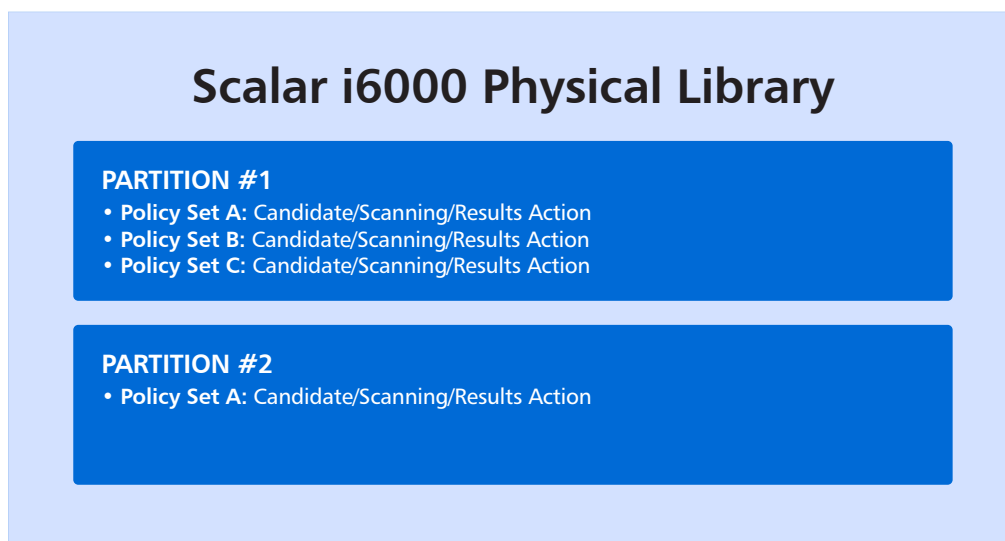 Scalar i6000 Physical Library
PARTITION #1
• Policy Set A: Candidate/Scanning/Results Action
• Policy Set B: Candidate/Scanning/Results Action
• Policy Set C: Candidate/Scanning/Results Action
PARTITION #2
• Policy Set A: Candidate/Scanning/Results Action